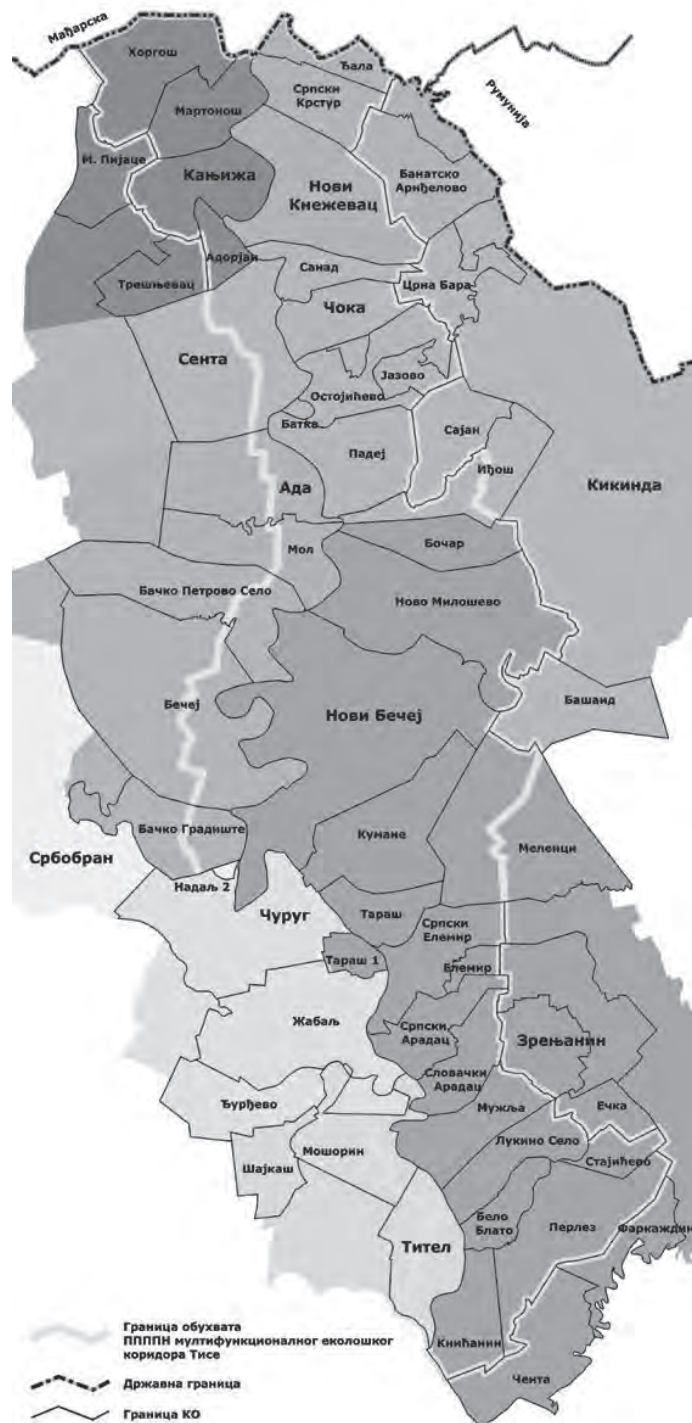 Мађарска
Хоргош
Ђала
Српски
Крстур
Румунија
Мартонош
М. Пијаце
Кањижа
Банатско
Арнђелово
Нови
Кнежевац
Адорјан
Санад
Трешњевац
Црна Бара
Чока
Сента
Јазово
Остојићево
Батка
Сајан
Падеј
Иђош
Кикинда
Ада
Мол
Бочар
Бачко Петрово Село
Ново Милошево
Бечеј
Нови Бечеј
Башаид
Бачко Градиште
Кумане
Меленци
Србобран
Надаљ 2
Чуруг
Тараш
Српски
Елемир
Тараш 1
Елемир
Жабаљ
Српски
Арадац
Зрењанин
Словачки
Арадац
Ђурђево
Мужља
Ечка
Лукино Село
Шајкаш
Мошорин
Стајићево
Бело
Блато
Перлез
Фаркаждин
Тител
Книћанин
Чента
Граница обухвата
ППППН мултифункционалног еколошког
коридора Тисе
Државна граница
Граница КО